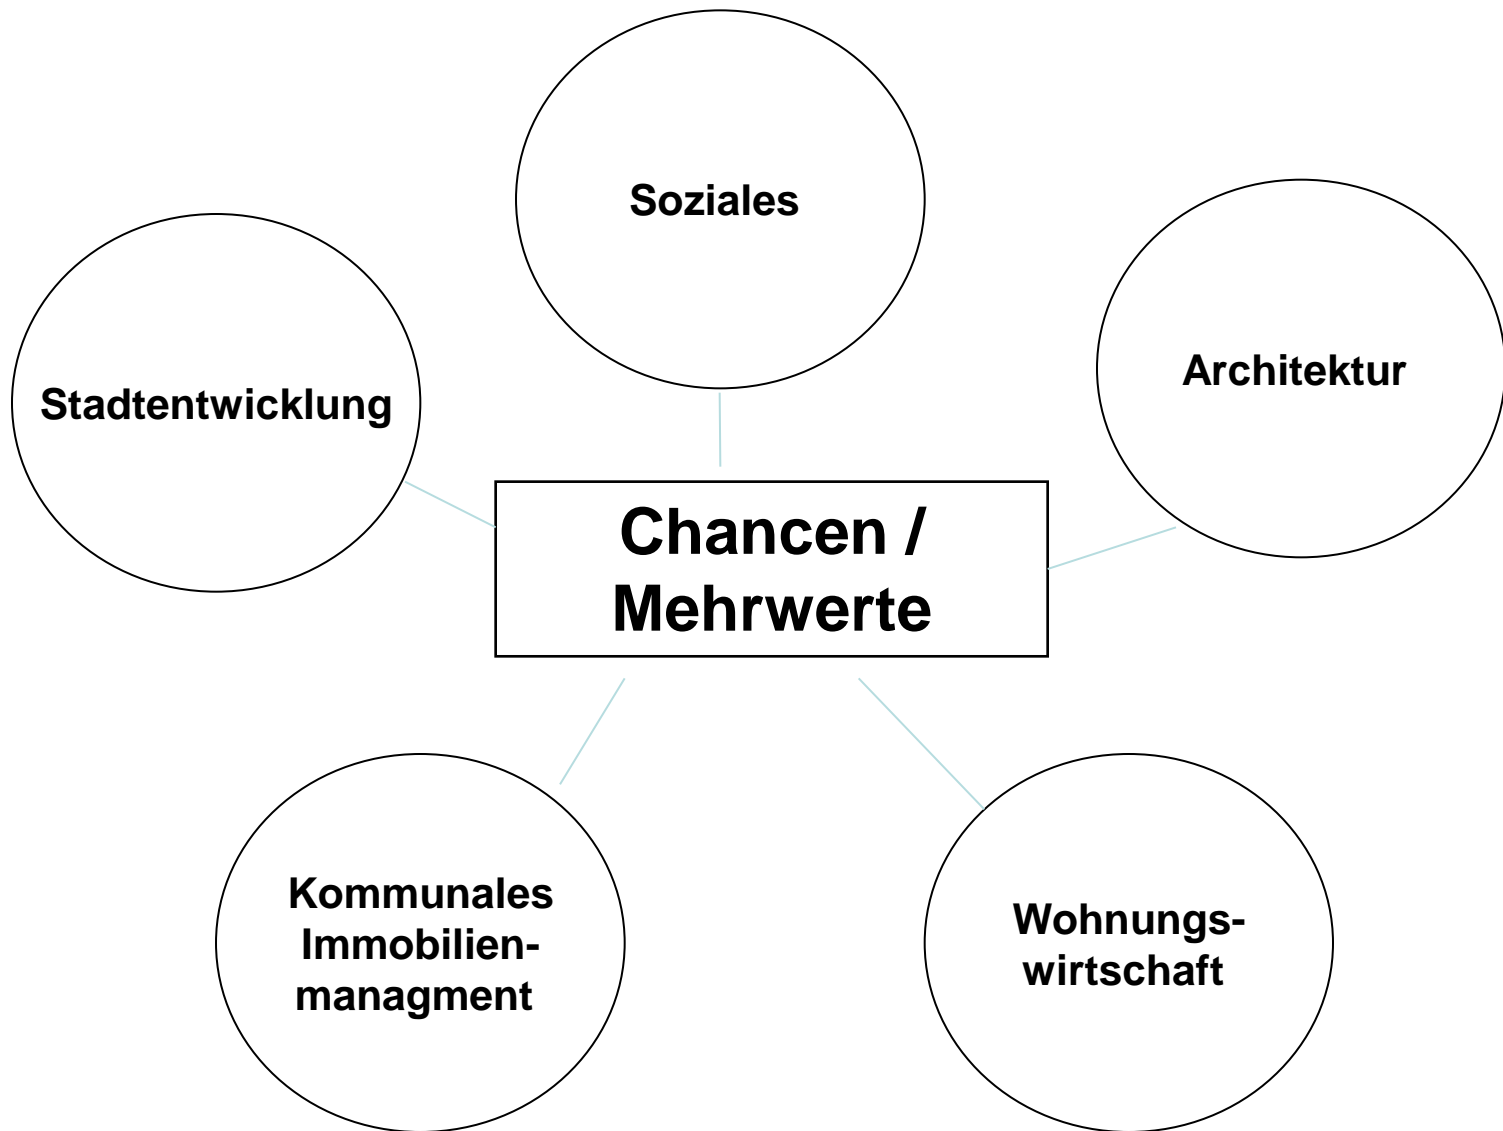 Soziales
Architektur
Stadtentwicklung
Chancen /
Mehrwerte
Kommunales
Immobilien-
managment
Wohnungs-
wirtschaft